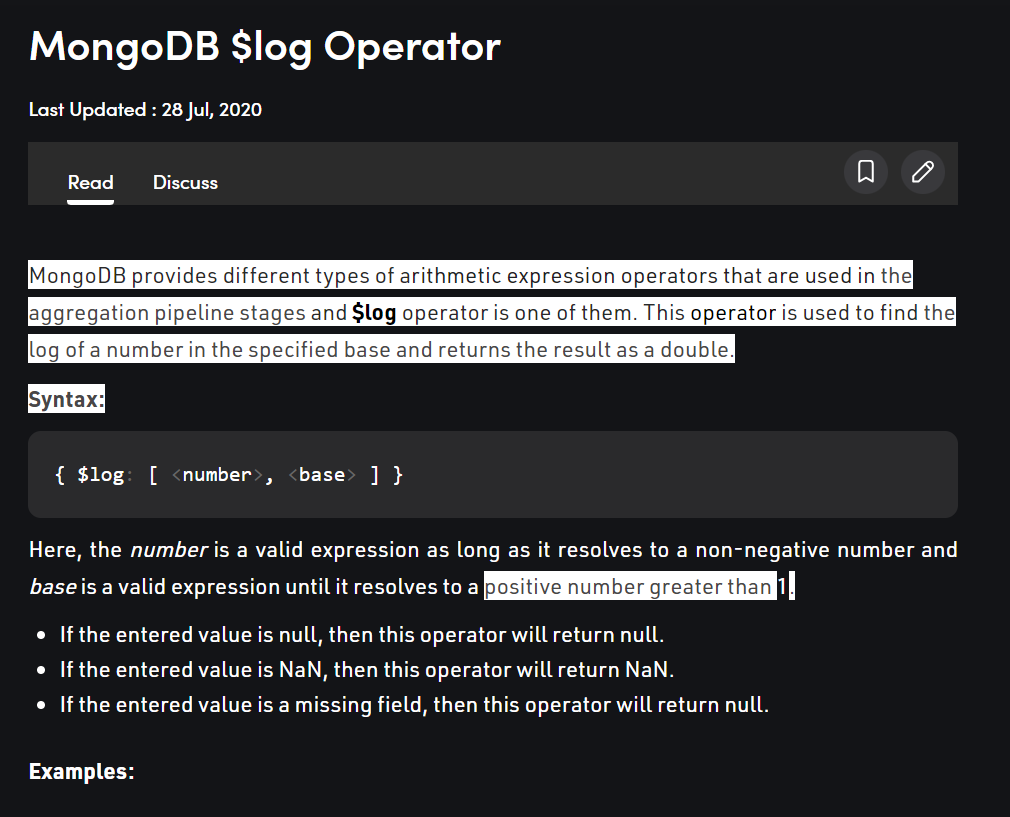 MongoDB $log Operator
Last Updated : 28 Jul, 2020
Read Discuss
MongoDB provides different types of arithmetic expression operators that are used in the
aggregation pipeline stages and $log operator is one of them. This operator is used to find the
log of a number in the specified base and returns the result as a double.
Syntax:
{ $log: [ <number>, <base> ] }
Here, the number is a valid expression as long as it resolves to a non-negative number and
base is a valid expression until it resolves to a positive number greater than 1.
• If the entered value is null, then this operator will return null.
• If the entered value is NaN, then this operator will return NaN.
• If the entered value is a missing field, then this operator will return null.
Examples: